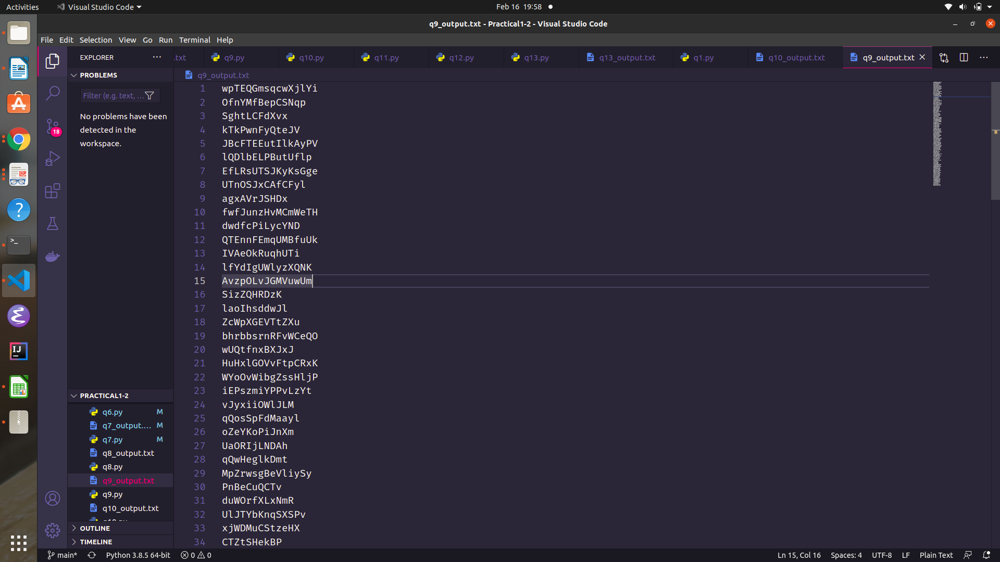 Activities
Visual Studio Code
Feb 16 19:58
q9_output.txt - Practical1-2 - Visual Studio Code
File Edit Selection View Go Run Terminal Help
EXPLORER
.txt
q9.py
q10.py
q11.py
q12.py
q13.py
q13_output.txt
q1.py
q10_output.txt
q9_output.txt
PROBLEMS
Filter (e.g. text, ...
No problems have been
detected in the
workspace.
18
q9_output.txt
1 wpTEQGmsqcwXjlYi
2 OfnYMfBepCSNqp
3 SghtLCFdXvx
4 kTkPwnFyQteJV
5 JBcFTEEutIlkAyPV
6 lQDlbELPButUflp
7 EfLRsUTSJKyKsGge
8 UTnOSJxCAfCFyl
9 agxAVrJSHDx
10 fwfJunzHvMCmWeTH
11 dwdfcPiLycYND
12 QTEnnFEmqUMBfuUk
13 IVAeOkRuqhUTi
14 lfYdIgUWlyzXQNK
15 AvzpOLvJGMVuwUm
16 SizZQHRDzK
17 laoIhsddwJl
18 ZcWpXGEVTtZXu
19 bhrbbsrnRFvWCeQO
20 wUQtfnxBXJxJ
21 HuHxlGOVvFtpCRxK
22 WYoOvWibgZssHljP
23 iEPszmiYPPvLzYt
24 vJyxiiOWlJLM
25 qQosSpFdMaayl
26 oZeYKoPiJnXm
27 UaORIjLNDAh
28 qQwHeglkDmt
29 MpZrwsgBeVliySy
30 PnBeCuQCTv
31 duWOrfXLxNmR
32 UlJTYbKnqSXSPv
33 xjWDMuCStzeHX
34 CTZtSHekBP
PRACTICAL1-2
q6.py M
q7_output.... M
q7.py M
q8_output.txt
q8.py
q9_output.txt
q9.py
q10_output.txt
OUTLINE
TIMELINE
main*
Python 3.8.5 64-bit
0
0
Ln 15, Col 16
Spaces: 4
UTF-8
LF
Plain Text